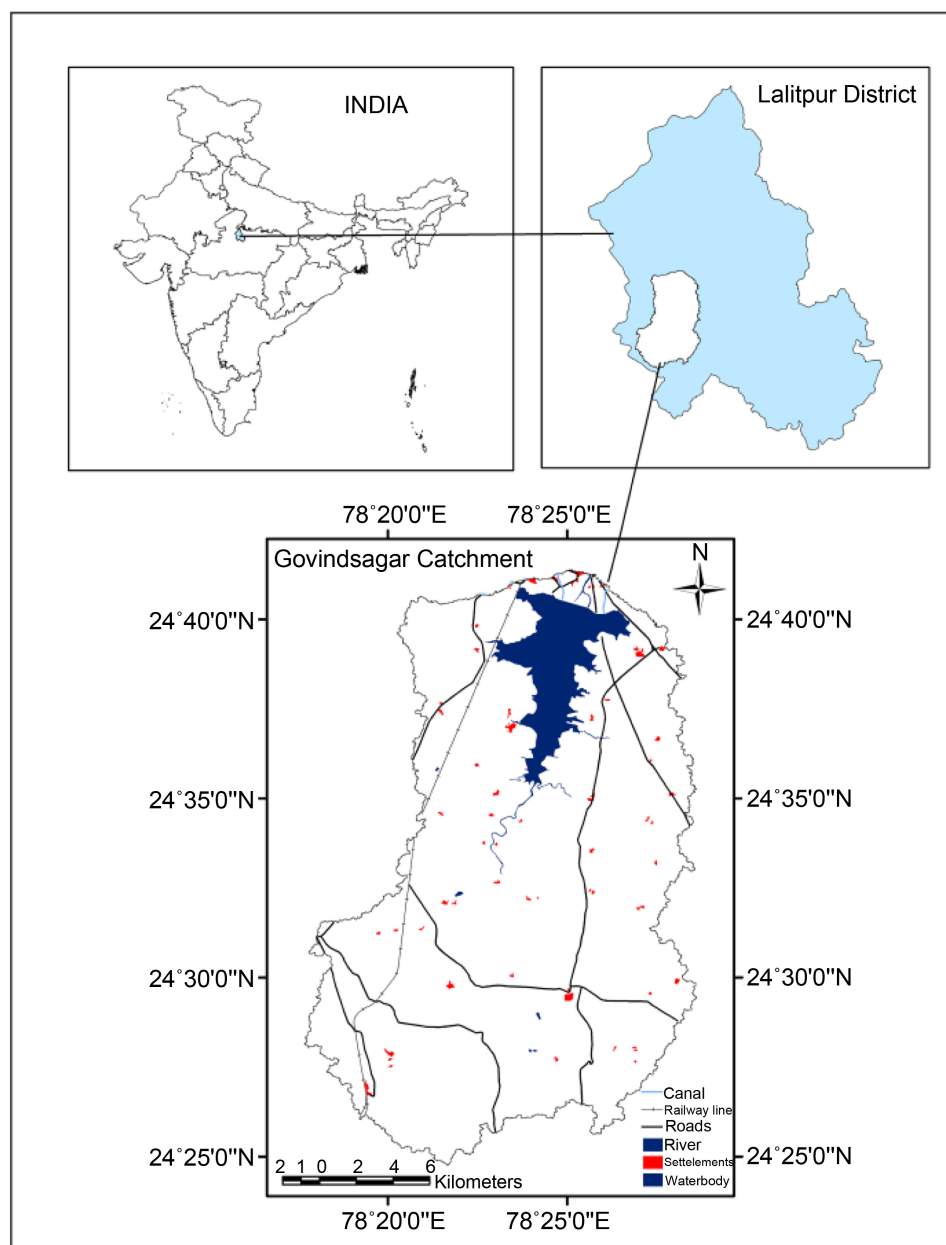 INDIA
Lalitpur District
78°20'0"E 78°25'0"E
Govindsagar Catchment
N
24°40'0"N 24°40'0"N
24°35'0"N 24°35'0"N
24°30'0"N 24°30'0"N
24°25'0"N 24°25'0"N
Canal
Railway line
Roads
River
Settelements
Waterbody
2 1 0 2 4 6
Kilometers
78°20'0"E 78°25'0"E